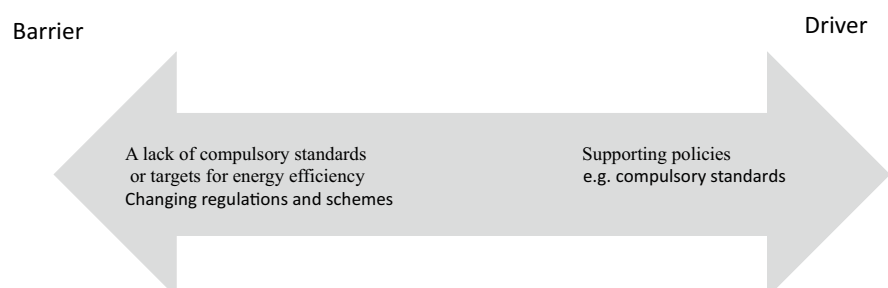 Barrier
Driver
A lack of compulsory standards
or targets for energy efficiency
Changing regulations and schemes
Supporting policies
e.g. compulsory standards